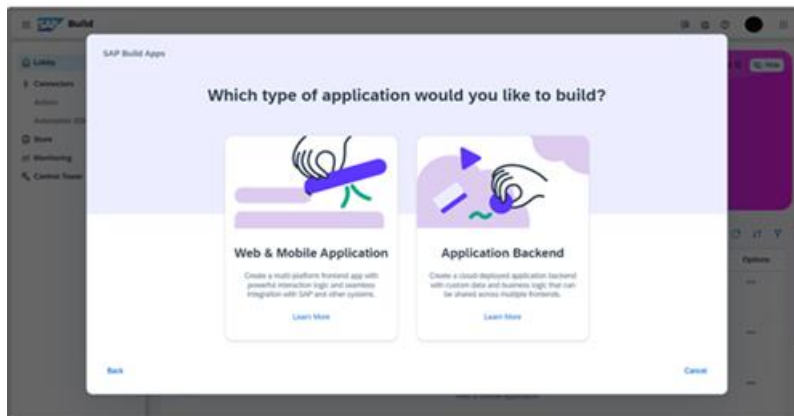 SAP Build
SAP Build Apps
Lobby
Connectors
Actions
Store
Monitoring
Control Tower
Hide
Which type of application would you like to build?
Web & Mobile Application
Create a multi-platform frontend app with
powerful interaction logic and seamless
integration with SAP and other systems.
Learn More
Application Backend
Create a cloud-deployed application backend
with custom data and business logic that can
be shared across multiple frontends.
Learn More
Options
Back
Cancel